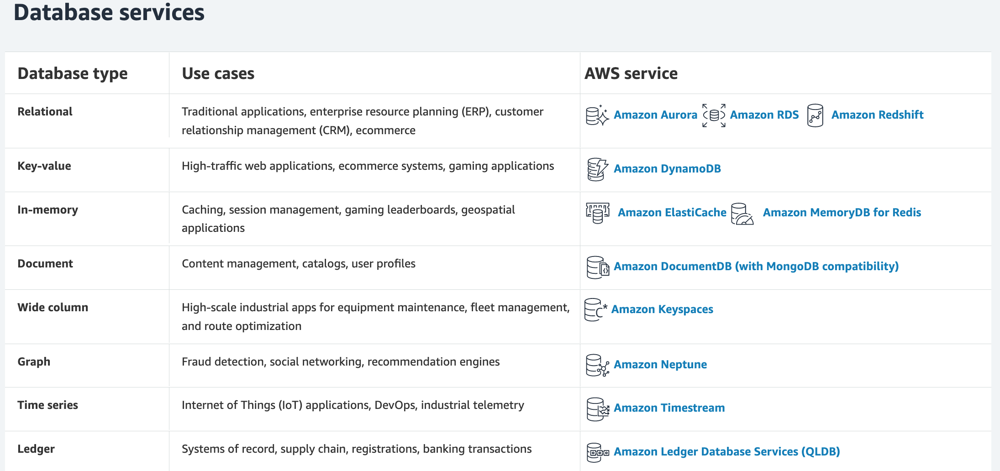 Database services
Database type
Use cases
AWS service
Relational
Traditional applications, enterprise resource planning (ERP), customer
relationship management (CRM), ecommerce
Amazon Aurora
Amazon RDS
Amazon Redshift
Key-value
High-traffic web applications, ecommerce systems, gaming applications
Amazon DynamoDB
In-memory
Caching, session management, gaming leaderboards, geospatial
applications
Amazon ElastiCache
Amazon MemoryDB for Redis
Document
Content management, catalogs, user profiles
Amazon DocumentDB (with MongoDB compatibility)
Wide column
High-scale industrial apps for equipment maintenance, fleet management,
and route optimization
C*
Amazon Keyspaces
Graph
Fraud detection, social networking, recommendation engines
Amazon Neptune
Time series
Internet of Things (IoT) applications, DevOps, industrial telemetry
Amazon Timestream
Ledger
Systems of record, supply chain, registrations, banking transactions
Amazon Ledger Database Services (QLDB)